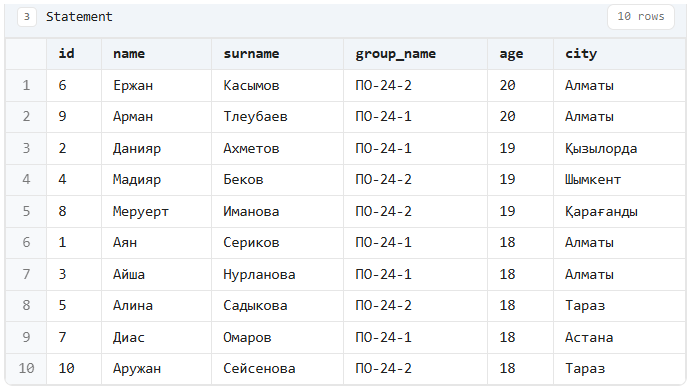 3 Statement 10 rows
id name surname group_name age city
1 6 Ержан Касымов ПО-24-2 20 Алматы
2 9 Арман Тлеубаев ПО-24-1 20 Алматы
3 2 Данияр Ахметов ПО-24-1 19 Қызылорда
4 4 Мадияр Беков ПО-24-2 19 Шымкент
5 8 Меруерт Иманова ПО-24-2 19 Қарағанды
6 1 Аян Сериков ПО-24-1 18 Алматы
7 3 Айша Нурланова ПО-24-1 18 Алматы
8 5 Алина Садыкова ПО-24-2 18 Тараз
9 7 Диас Омаров ПО-24-1 18 Астана
10 10 Аружан Сейсенова ПО-24-2 18 Тараз